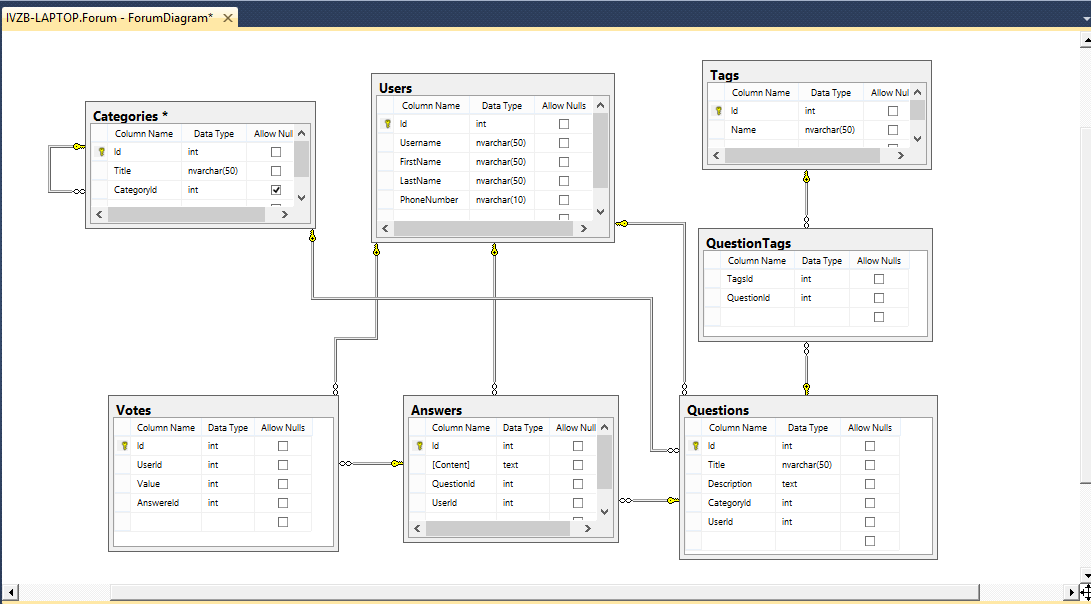 IVZB-LAPTOP.Forum - ForumDiagram*
Categories *
Column Name Data Type Allow Nul
Id int
Title nvarchar(50)
CategoryId int
Users
Column Name Data Type Allow Nulls
Id int
Username nvarchar(50)
FirstName nvarchar(50)
LastName nvarchar(50)
PhoneNumber nvarchar(10)
Tags
Column Name Data Type Allow Nul
Id int
Name nvarchar(50)
QuestionTags
Column Name Data Type Allow Nulls
TagsId int
QuestionId int
Votes
Column Name Data Type Allow Nulls
Id int
UserId int
Value int
AnswereId int
Answers
Column Name Data Type Allow Null
Id int
[Content] text
QuestionId int
UserId int
Questions
Column Name Data Type Allow Nulls
Id int
Title nvarchar(50)
Description text
CategoryId int
UserId int